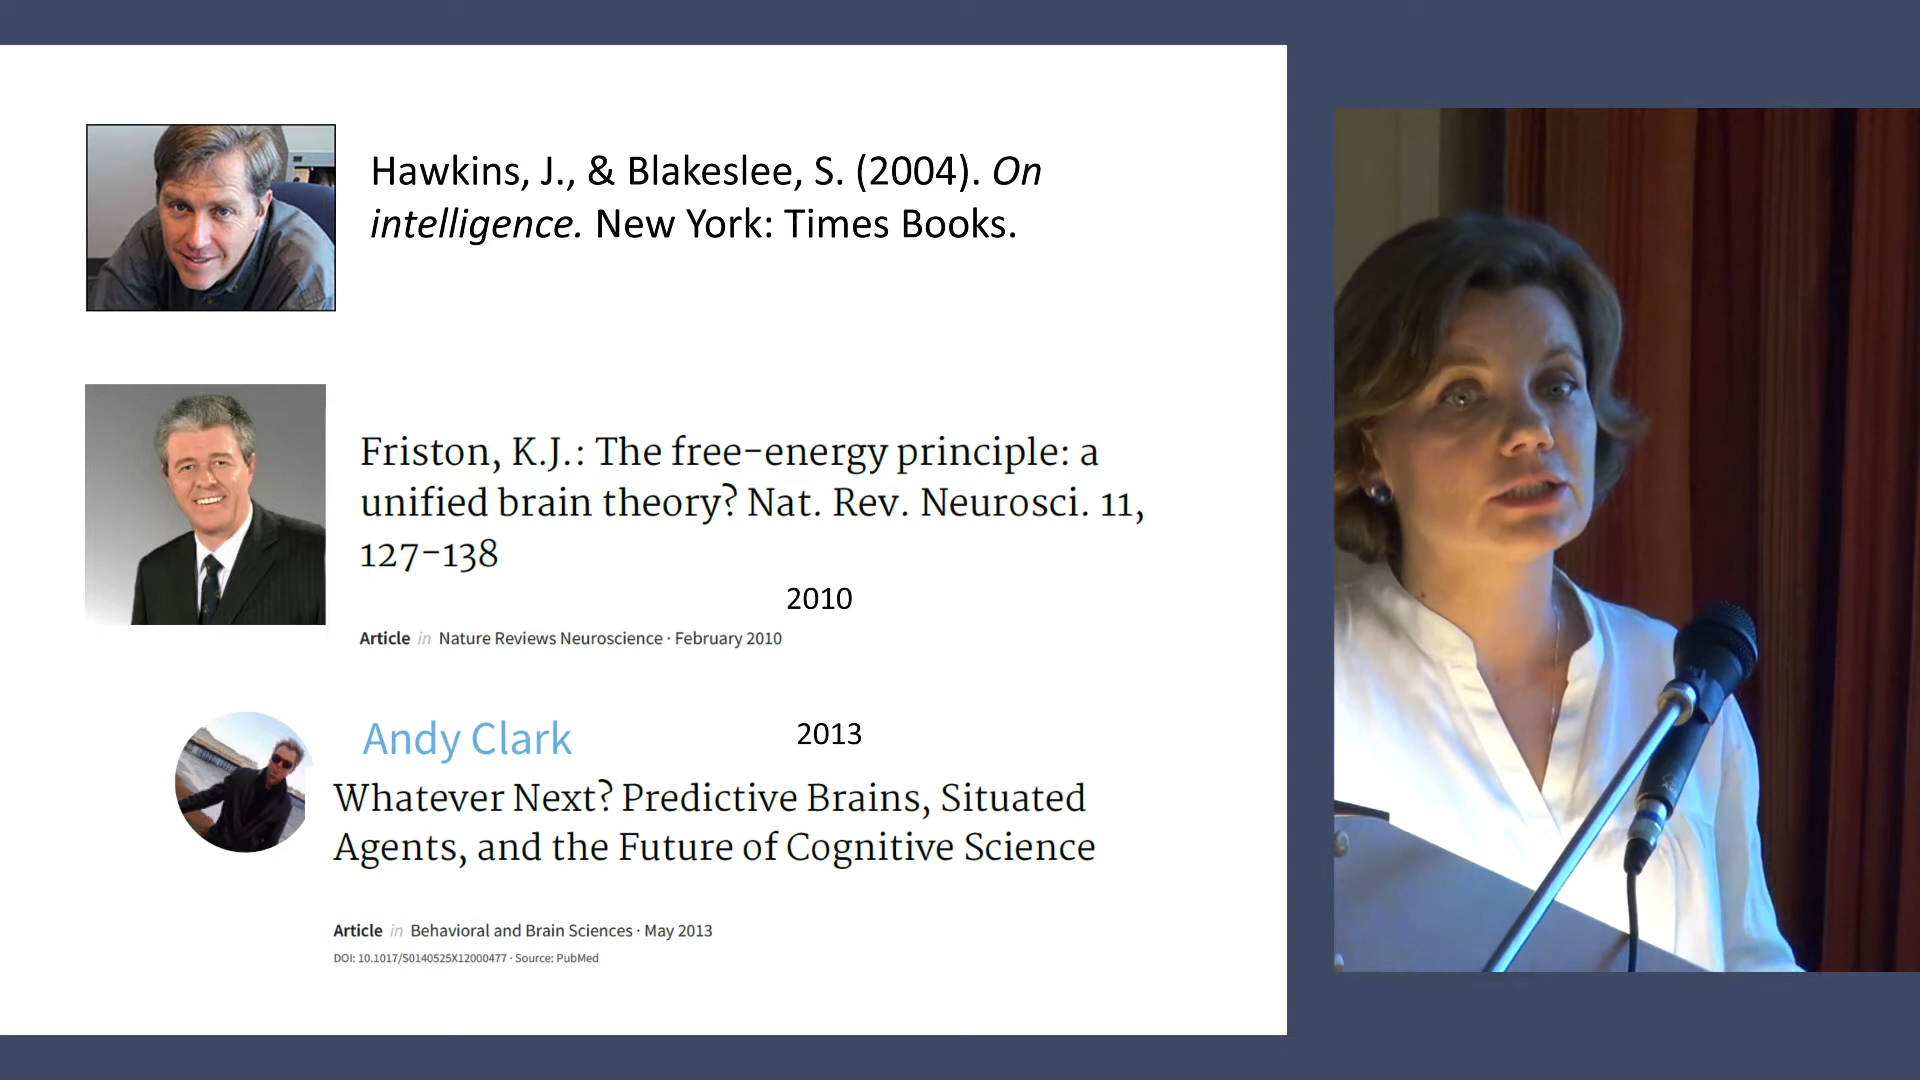 Hawkins, J., & Blakeslee, S. (2004). On
intelligence. New York: Times Books.
Friston, K.J.: The free-energy principle: a
unified brain theory? Nat. Rev. Neurosci. 11,
127-138
2010
Article in Nature Reviews Neuroscience · February 2010
Andy Clark
2013
Whatever Next? Predictive Brains, Situated
Agents, and the Future of Cognitive Science
Article in Behavioral and Brain Sciences · May 2013
DOI: 10.1017/S0140525X12000477 · Source: PubMed